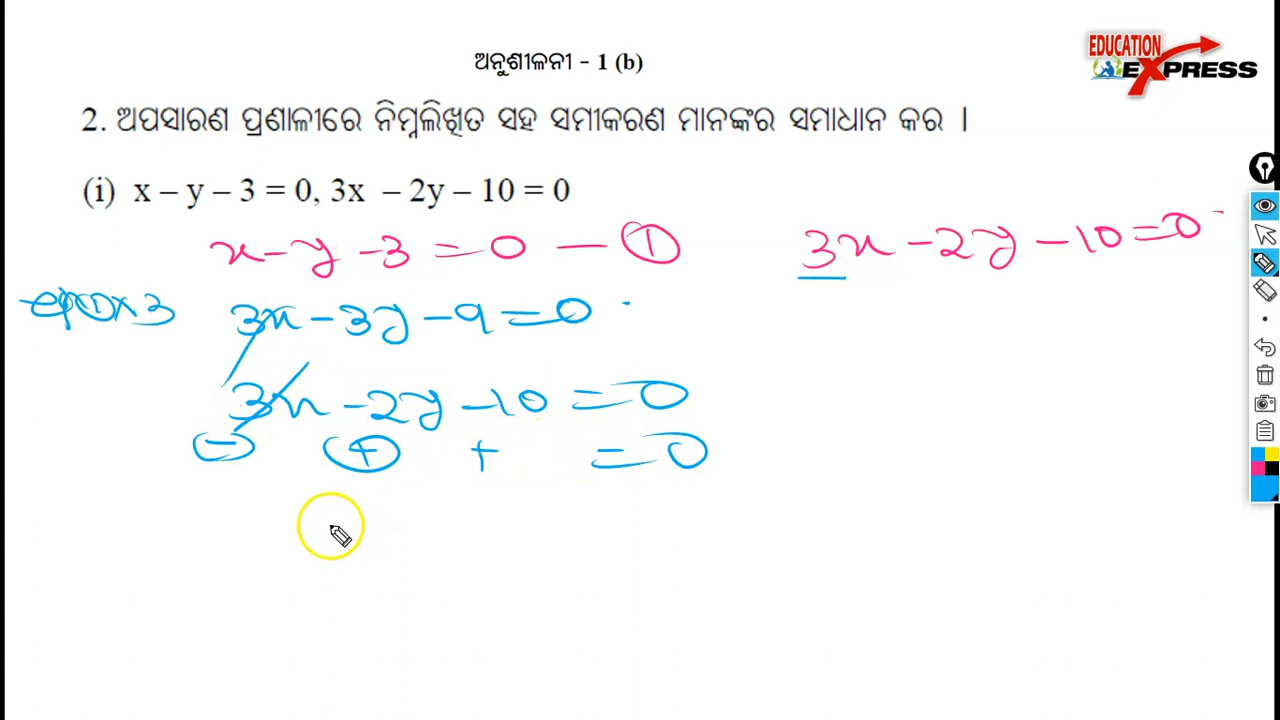 EDUCATION
EXPRESS
ଅନୁଶୀଳନୀ - 1 (b)
2. ଅପସାରଣ ପ୍ରଣାଳୀରେ ନିମ୍ନଲିଖିତ ସହ ସମୀକରଣ ମାନଙ୍କର ସମାଧାନ କର ।
(i) x – y – 3 = 0, 3x – 2y – 10 = 0
x - y - 3 = 0 — ①
3x - 2y - 10 = 0
①x3
3x - 3y - 9 = 0
3x - 2y - 10 = 0
- + + = 0